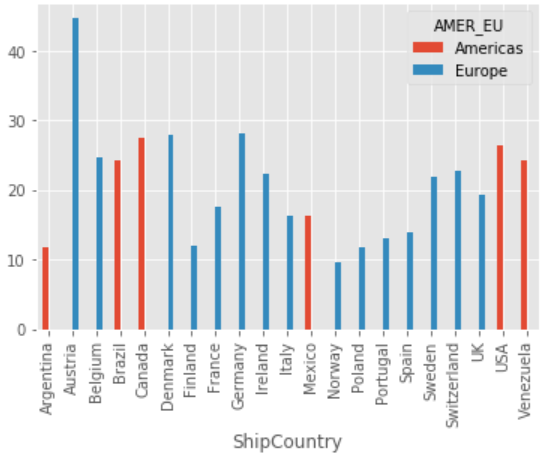 AMER_EU
Americas
Europe
40
30
20
10
0
Argentina
Austria
Belgium
Brazil
Canada
Denmark
Finland
France
Germany
Ireland
Italy
Mexico
Norway
Poland
Portugal
Spain
Sweden
Switzerland
UK
USA
Venezuela
ShipCountry